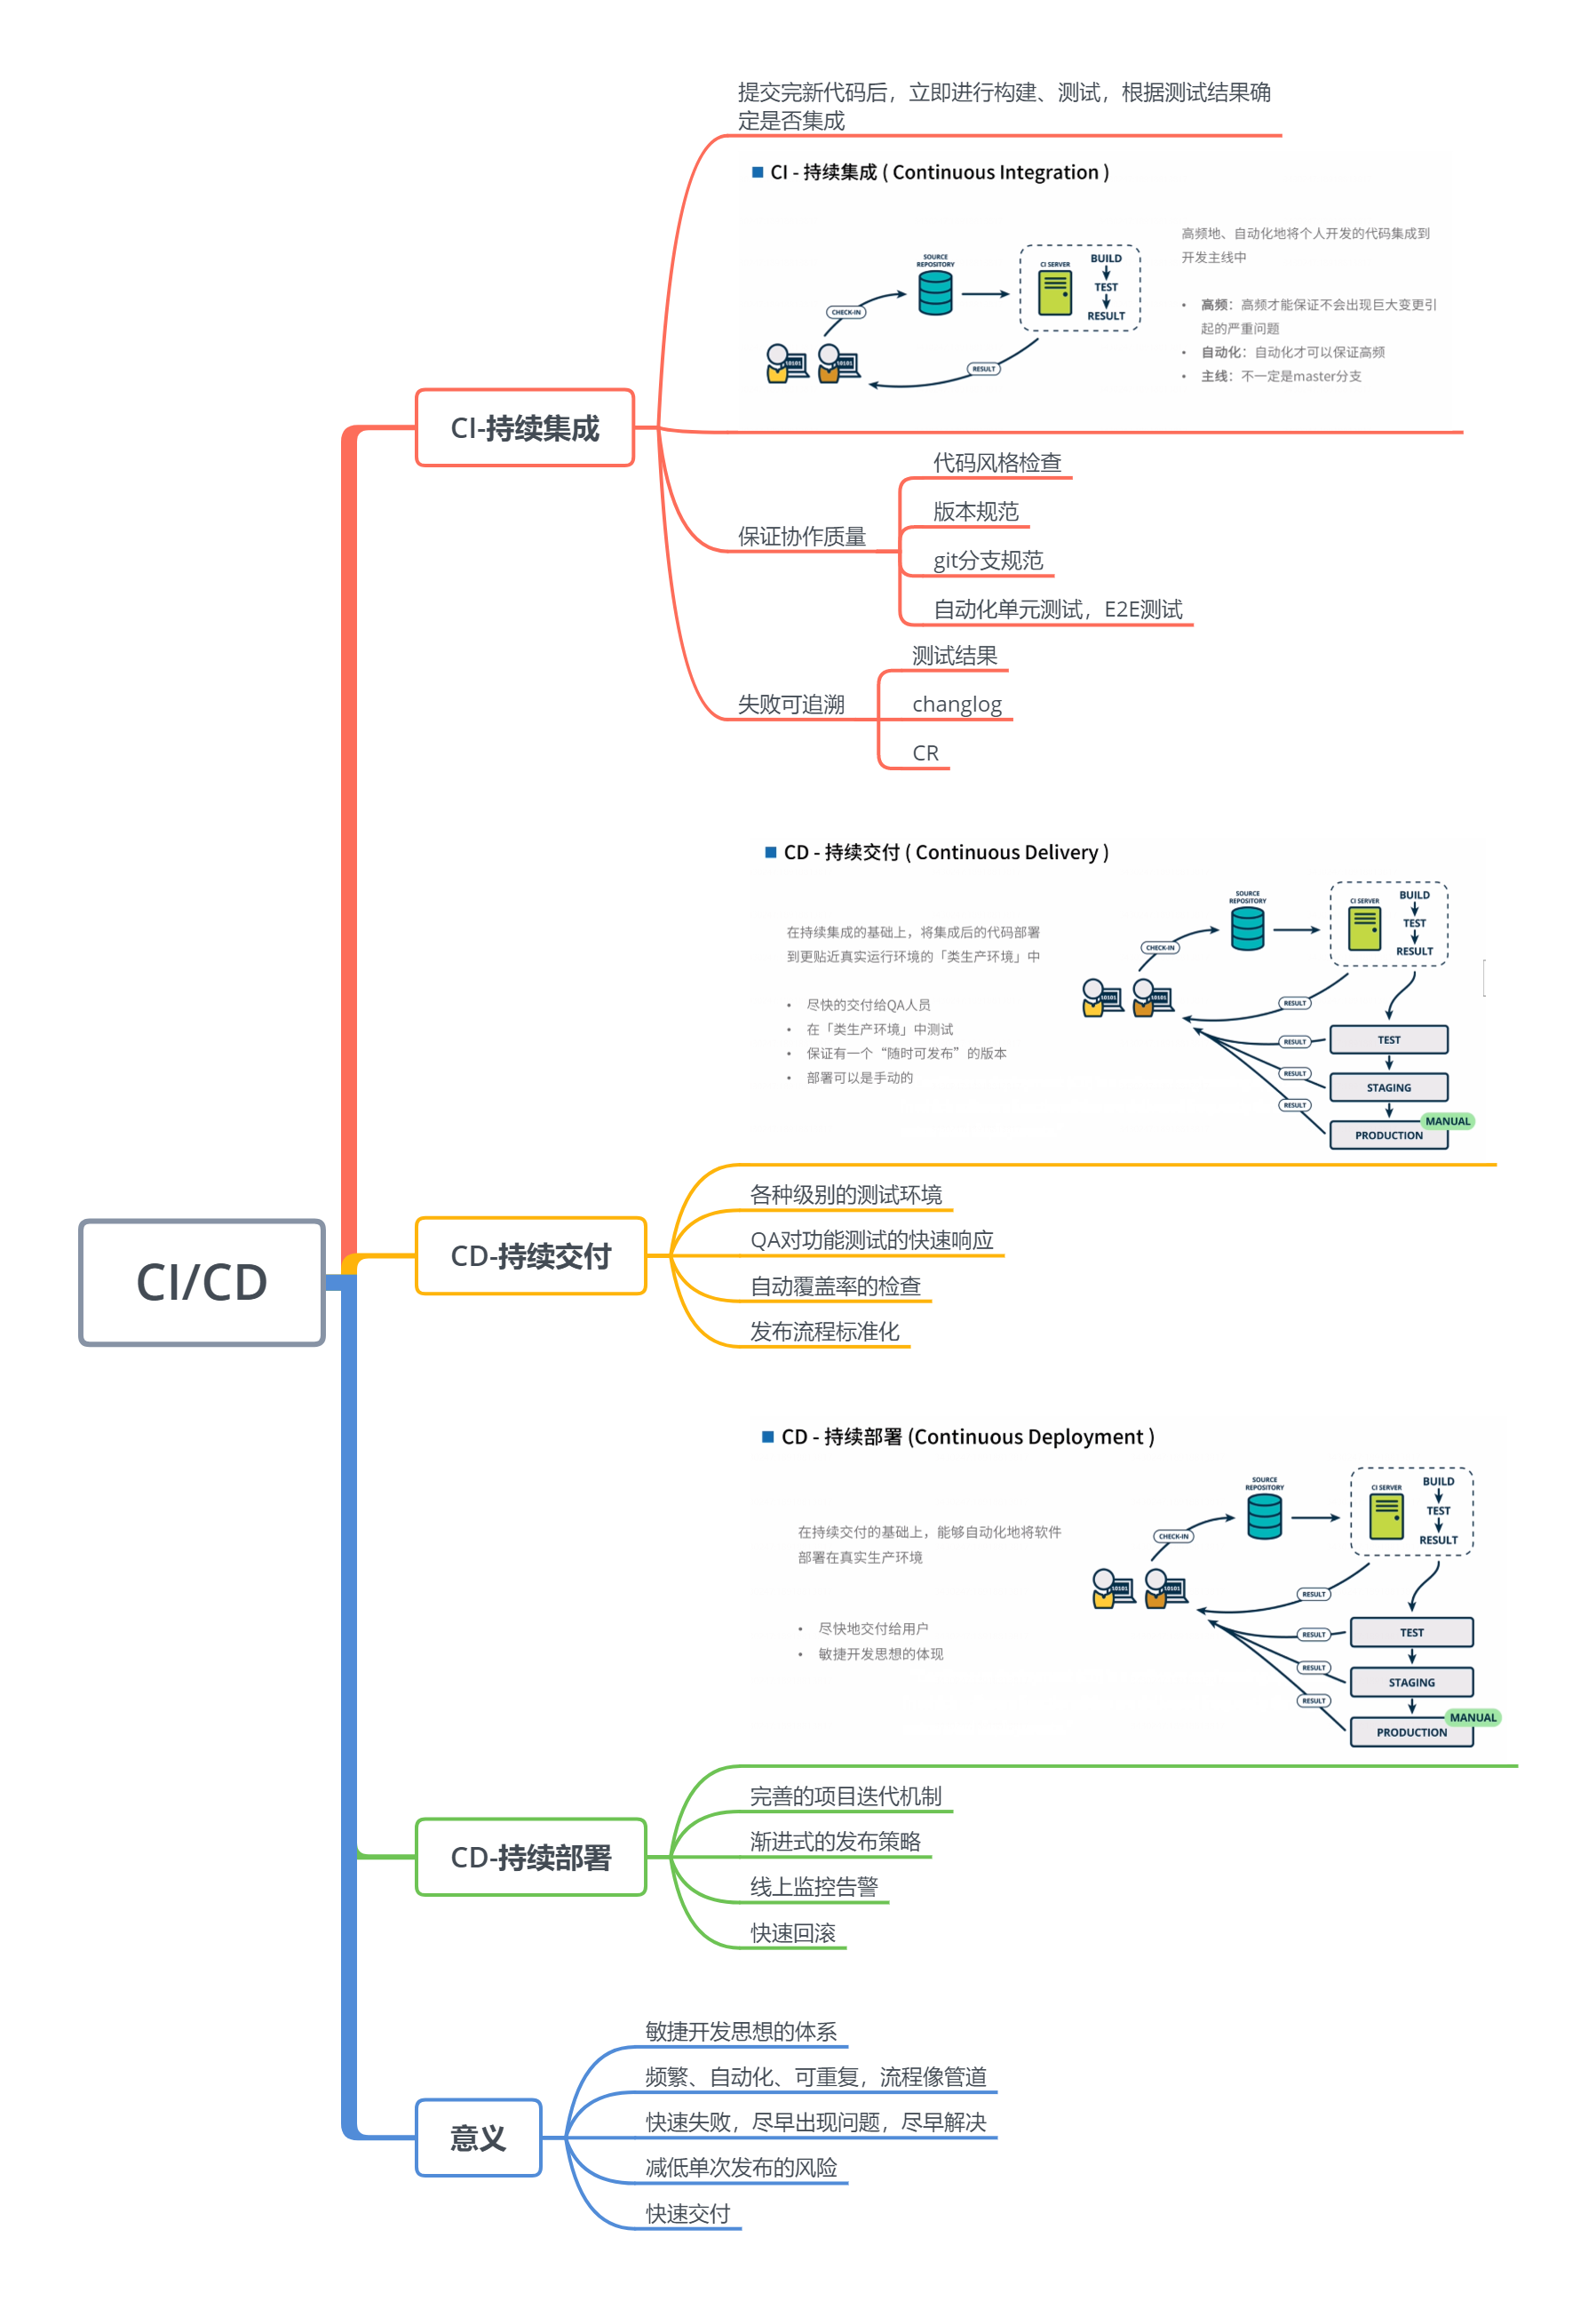 提交完新代码后，立即进行构建、测试，根据测试结果确
定是否集成
CI - 持续集成 ( Continuous Integration )
高频地、自动化地将个人开发的代码集成到
开发主线中
• 高频：高频才能保证不会出现巨大变更引
起的严重问题
• 自动化：自动化才可以保证高频
• 主线：不一定是master分支
SOURCE
REPOSITORY
CI SERVER
BUILD
TEST
RESULT
CHECK-IN
10101
10101
RESULT
CI-持续集成
保证协作质量
代码风格检查
版本规范
git分支规范
自动化单元测试，E2E测试
失败可追溯
测试结果
changlog
CR
CD - 持续交付 ( Continuous Delivery )
在持续集成的基础上，将集成后的代码部署
到更贴近真实运行环境的「类生产环境」中
• 尽快的交付给QA人员
• 在「类生产环境」中测试
• 保证有一个“随时可发布”的版本
• 部署可以是手动的
SOURCE
REPOSITORY
CI SERVER
BUILD
TEST
RESULT
CHECK-IN
10101
10101
RESULT
RESULT
TEST
RESULT
STAGING
RESULT
MANUAL
PRODUCTION
CI/CD
CD-持续交付
各种级别的测试环境
QA对功能测试的快速响应
自动覆盖率的检查
发布流程标准化
CD - 持续部署 (Continuous Deployment )
在持续交付的基础上，能够自动化地将软件
部署在真实生产环境
• 尽快地交付给用户
• 敏捷开发思想的体现
SOURCE
REPOSITORY
CI SERVER
BUILD
TEST
RESULT
CHECK-IN
10101
10101
RESULT
RESULT
TEST
RESULT
STAGING
RESULT
MANUAL
PRODUCTION
CD-持续部署
完善的项目迭代机制
渐进式的发布策略
线上监控告警
快速回滚
意义
敏捷开发思想的体系
频繁、自动化、可重复，流程像管道
快速失败，尽早出现问题，尽早解决
减低单次发布的风险
快速交付